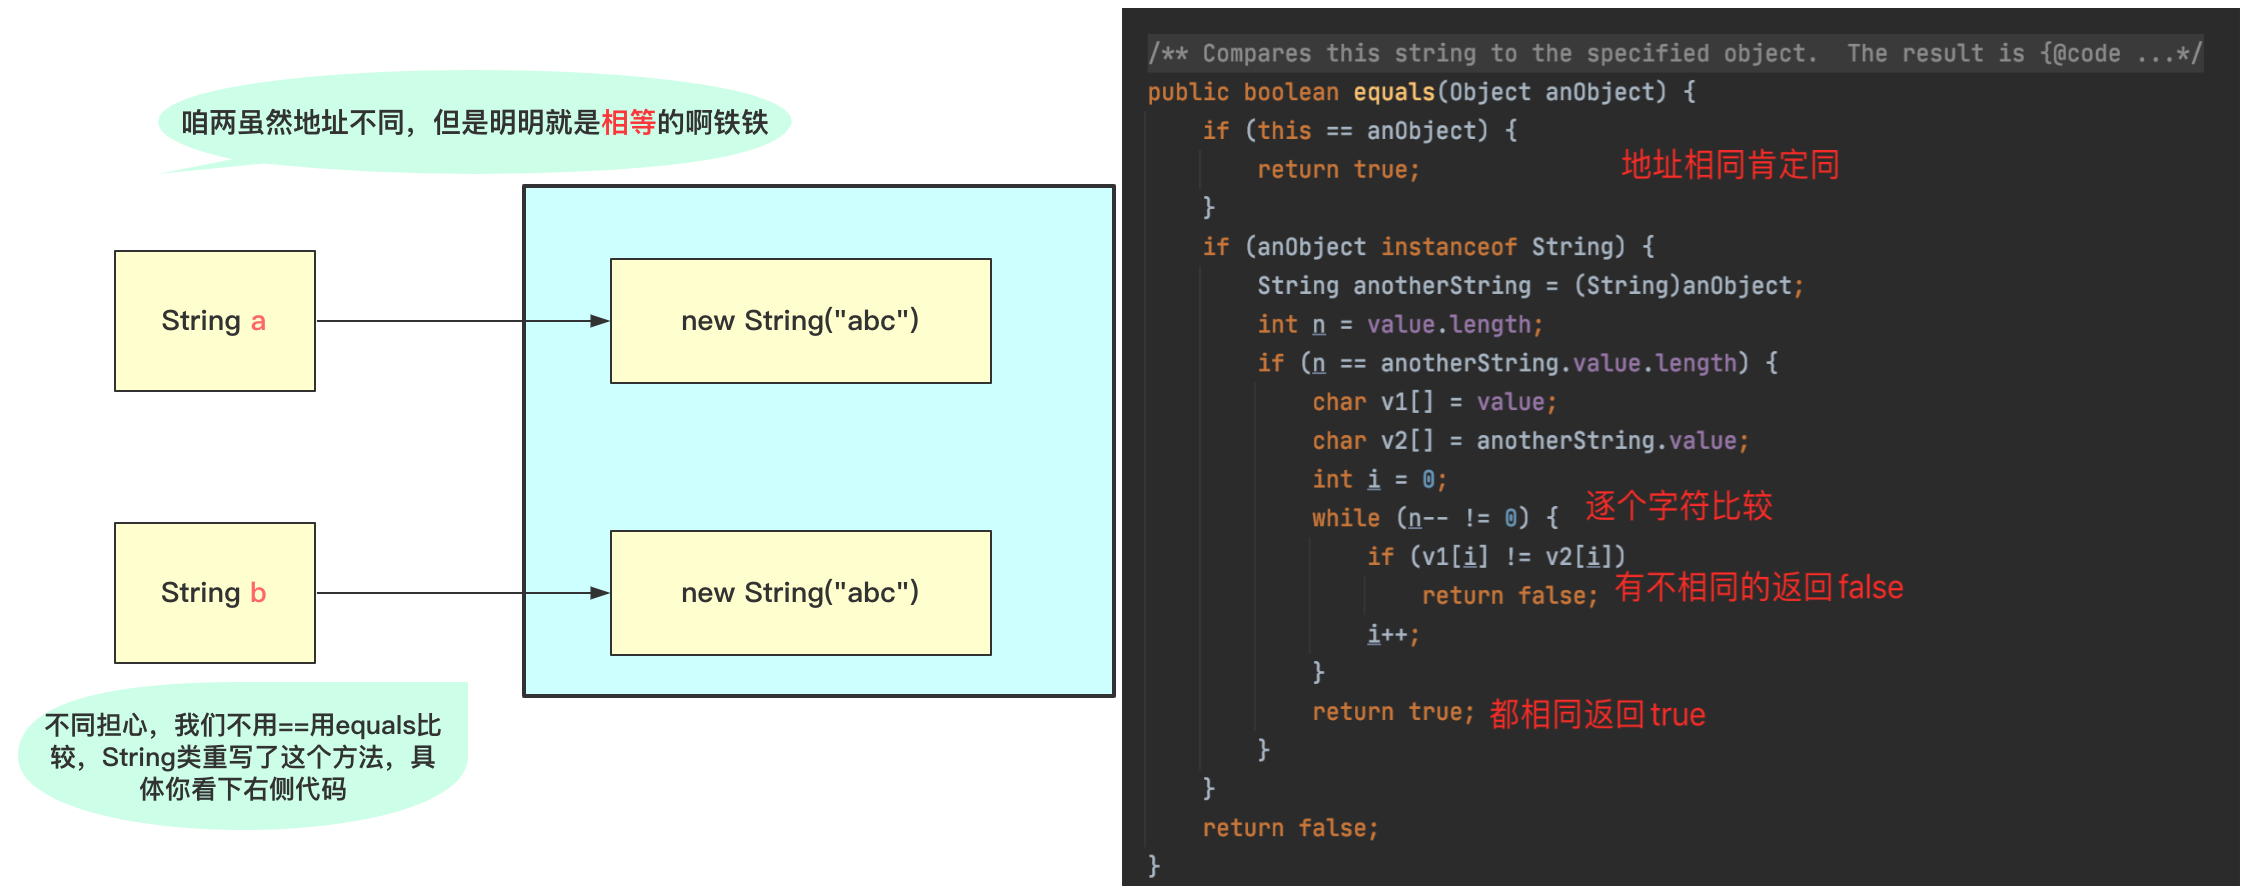 咱两虽然地址不同，但是明明就是相等的啊铁铁
String a
new String("abc")
String b
new String("abc")
不同担心，我们不用==用equals比
较，String类重写了这个方法，具
体你看下右侧代码
/** Compares this string to the specified object.  The result is {@code ...*/
public boolean equals(Object anObject) {
if (this == anObject) {
return true;
地址相同肯定同
}
if (anObject instanceof String) {
String anotherString = (String)anObject;
int n = value.length;
if (n == anotherString.value.length) {
char v1[] = value;
char v2[] = anotherString.value;
int i = 0;
while (n-- != 0) { 逐个字符比较
if (v1[i] != v2[i])
return false; 有不相同的返回false
i++;
}
return true; 都相同返回true
}
}
return false;
}